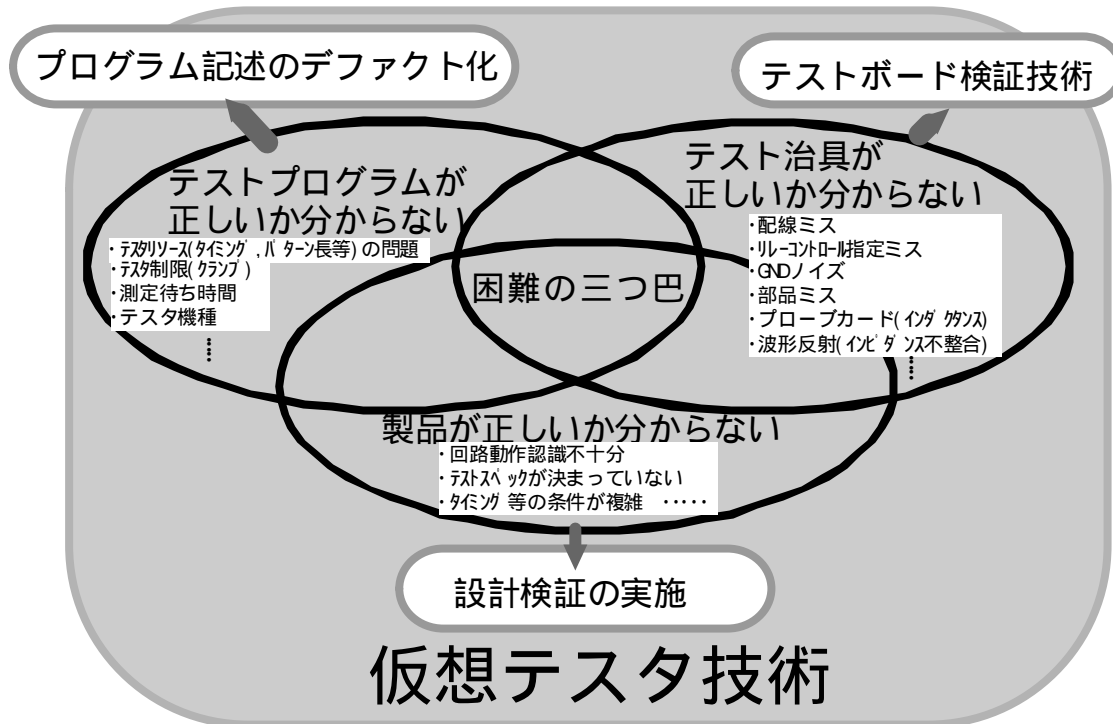 プログラム記述のデファクト化
テストボード検証技術
テストプログラムが
正しいか分からない
・テスタリソース(タイミング,パターン長等)の問題
・テスタ制限(クランプ)
・測定待ち時間
・テスタ機種
……
テスト治具が
正しいか分からない
・配線ミス
・リレーコントロール指定ミス
・GNDノイズ
・部品ミス
・プローブカード(インダクタンス)
・波形反射(インピダンス不整合)
……
困難の三つ巴
製品が正しいか分からない
・回路動作認識不十分
・テストスペックが決まっていない
・タイミング等の条件が複雑 ・・・・・
設計検証の実施
仮想テスタ技術